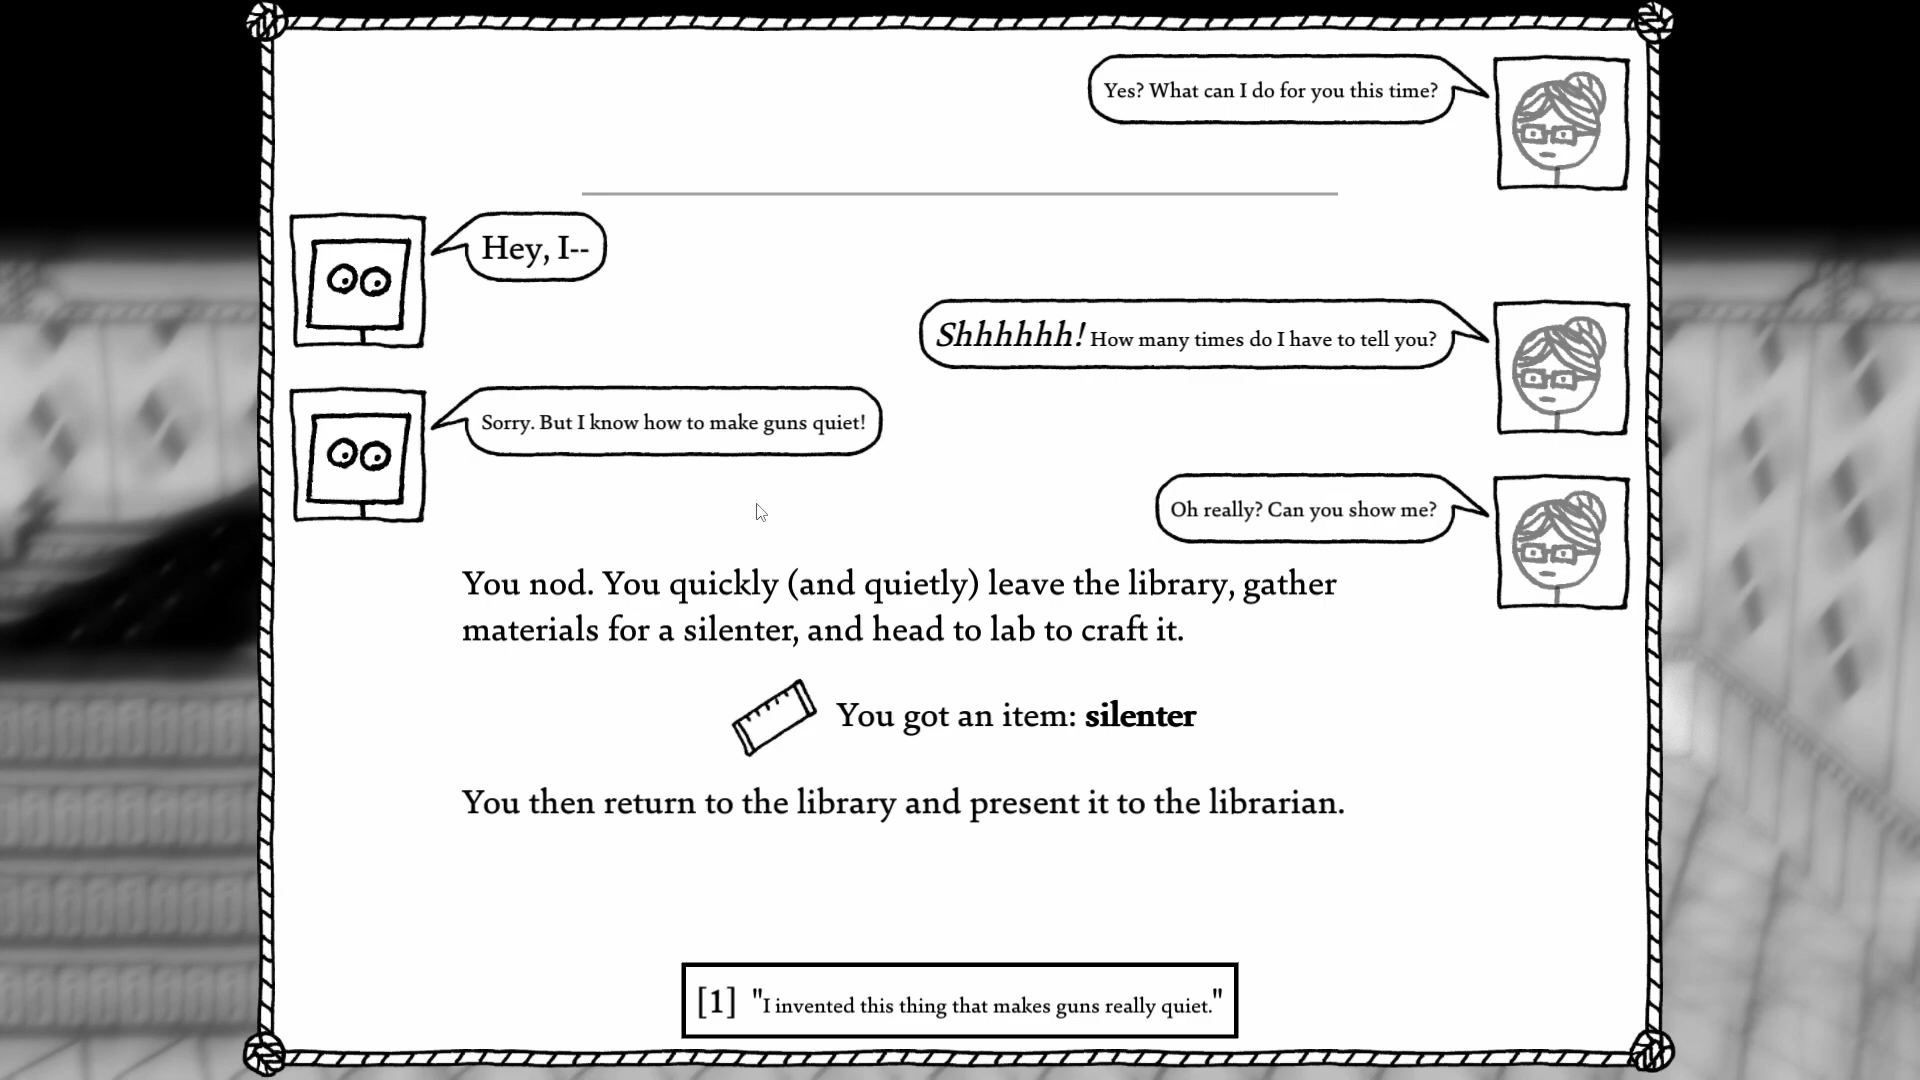 Yes? What can I do for you this time?
Hey, I--
Shhhhhh! How many times do I have to tell you?
Sorry. But I know how to make guns quiet!
Oh really? Can you show me?
You nod. You quickly (and quietly) leave the library, gather
materials for a silenter, and head to lab to craft it.
You got an item: silenter
You then return to the library and present it to the librarian.
[1] "I invented this thing that makes guns really quiet."